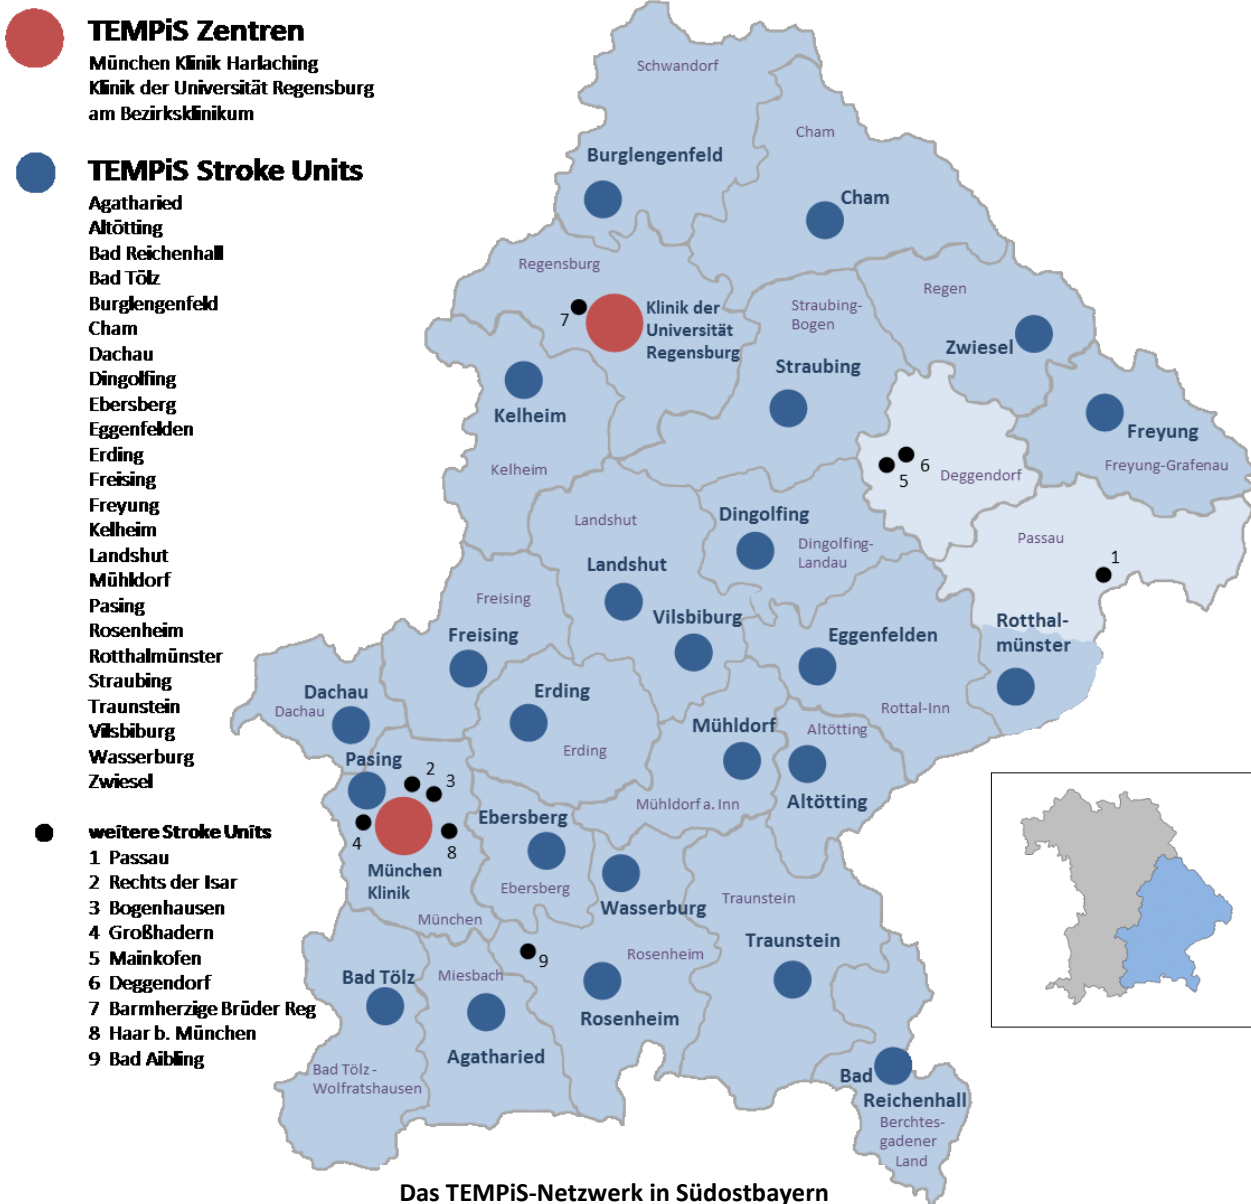 TEMPiS Zentren
München Klinik Harlaching
Klinik der Universität Regensburg
am Bezirksklinikum
TEMPiS Stroke Units
Agatharied
Altötting
Bad Reichenhall
Bad Tölz
Burglengenfeld
Cham
Dachau
Dingolfing
Ebersberg
Eggenfelden
Erding
Freising
Freyung
Kelheim
Landshut
Mühldorf
Pasing
Rosenheim
Rotthalmünster
Straubing
Traunstein
Vilsbiburg
Wasserburg
Zwiesel
weitere Stroke Units
1 Passau
2 Rechts der Isar
3 Bogenhausen
4 Großhadern
5 Mainkofen
6 Deggendorf
7 Barmherzige Brüder Reg
8 Haar b. München
9 Bad Aibling
Schwandorf
Cham
Burglengenfeld
Cham
Regensburg
7
Klinik der
Universität
Regensburg
Straubing-
Bogen
Regen
Zwiesel
Straubing
Kelheim
Kelheim
Freyung
Freyung-Grafenau
6
5
Deggendorf
Landshut
Dingolfing
Dingolfing-
Landau
Passau
1
Landshut
Vilsbiburg
Freising
Freising
Eggenfelden
Rottal-Inn
Rotthal-
münster
Dachau
Dachau
Erding
Erding
Mühldorf
Mühldorf a. Inn
Altötting
Altötting
Pasing
2
3
4
8
München
Klinik
München
Ebersberg
Ebersberg
Wasserburg
Traunstein
Traunstein
9
Rosenheim
Rosenheim
Bad Tölz
Bad Tölz -
Wolfratshausen
Miesbach
Agatharied
Bad
Reichenhall
Berchtes-
gadener
Land
Das TEMPiS-Netzwerk in Südostbayern